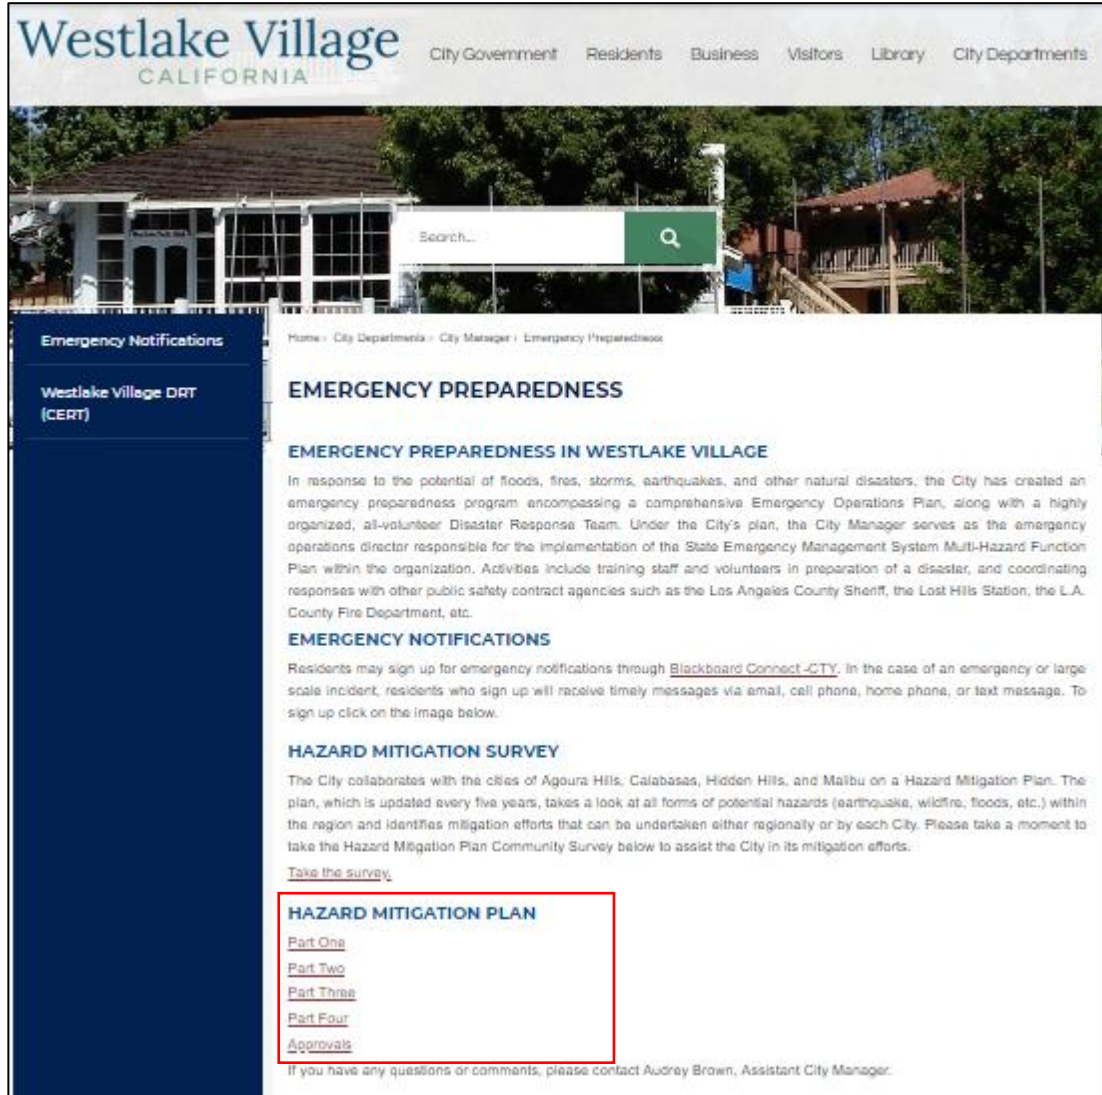 Westlake Village
CALIFORNIA
City Government Residents Business Visitors Library City Departments
Search...
Emergency Notifications
Westlake Village DRT
(CERT)
Home › City Departments › City Manager › Emergency Preparedness
EMERGENCY PREPAREDNESS
EMERGENCY PREPAREDNESS IN WESTLAKE VILLAGE
In response to the potential of floods, fires, storms, earthquakes, and other natural disasters, the City has created an
emergency preparedness program encompassing a comprehensive Emergency Operations Plan, along with a highly
organized, all-volunteer Disaster Response Team. Under the City's plan, the City Manager serves as the emergency
operations director responsible for the implementation of the State Emergency Management System Multi-Hazard Function
Plan within the organization. Activities include training staff and volunteers in preparation of a disaster, and coordinating
responses with other public safety contract agencies such as the Los Angeles County Sheriff, the Lost Hills Station, the L.A.
County Fire Department, etc.
EMERGENCY NOTIFICATIONS
Residents may sign up for emergency notifications through Blackboard Connect -CTY. In the case of an emergency or large
scale incident, residents who sign up will receive timely messages via email, cell phone, home phone, or text message. To
sign up click on the image below.
HAZARD MITIGATION SURVEY
The City collaborates with the cities of Agoura Hills, Calabasas, Hidden Hills, and Malibu on a Hazard Mitigation Plan. The
plan, which is updated every five years, takes a look at all forms of potential hazards (earthquake, wildfire, floods, etc.) within
the region and identifies mitigation efforts that can be undertaken either regionally or by each City. Please take a moment to
take the Hazard Mitigation Plan Community Survey below to assist the City in its mitigation efforts.
Take the survey.
HAZARD MITIGATION PLAN
Part One
Part Two
Part Three
Part Four
Approvals
If you have any questions or comments, please contact Audrey Brown, Assistant City Manager.